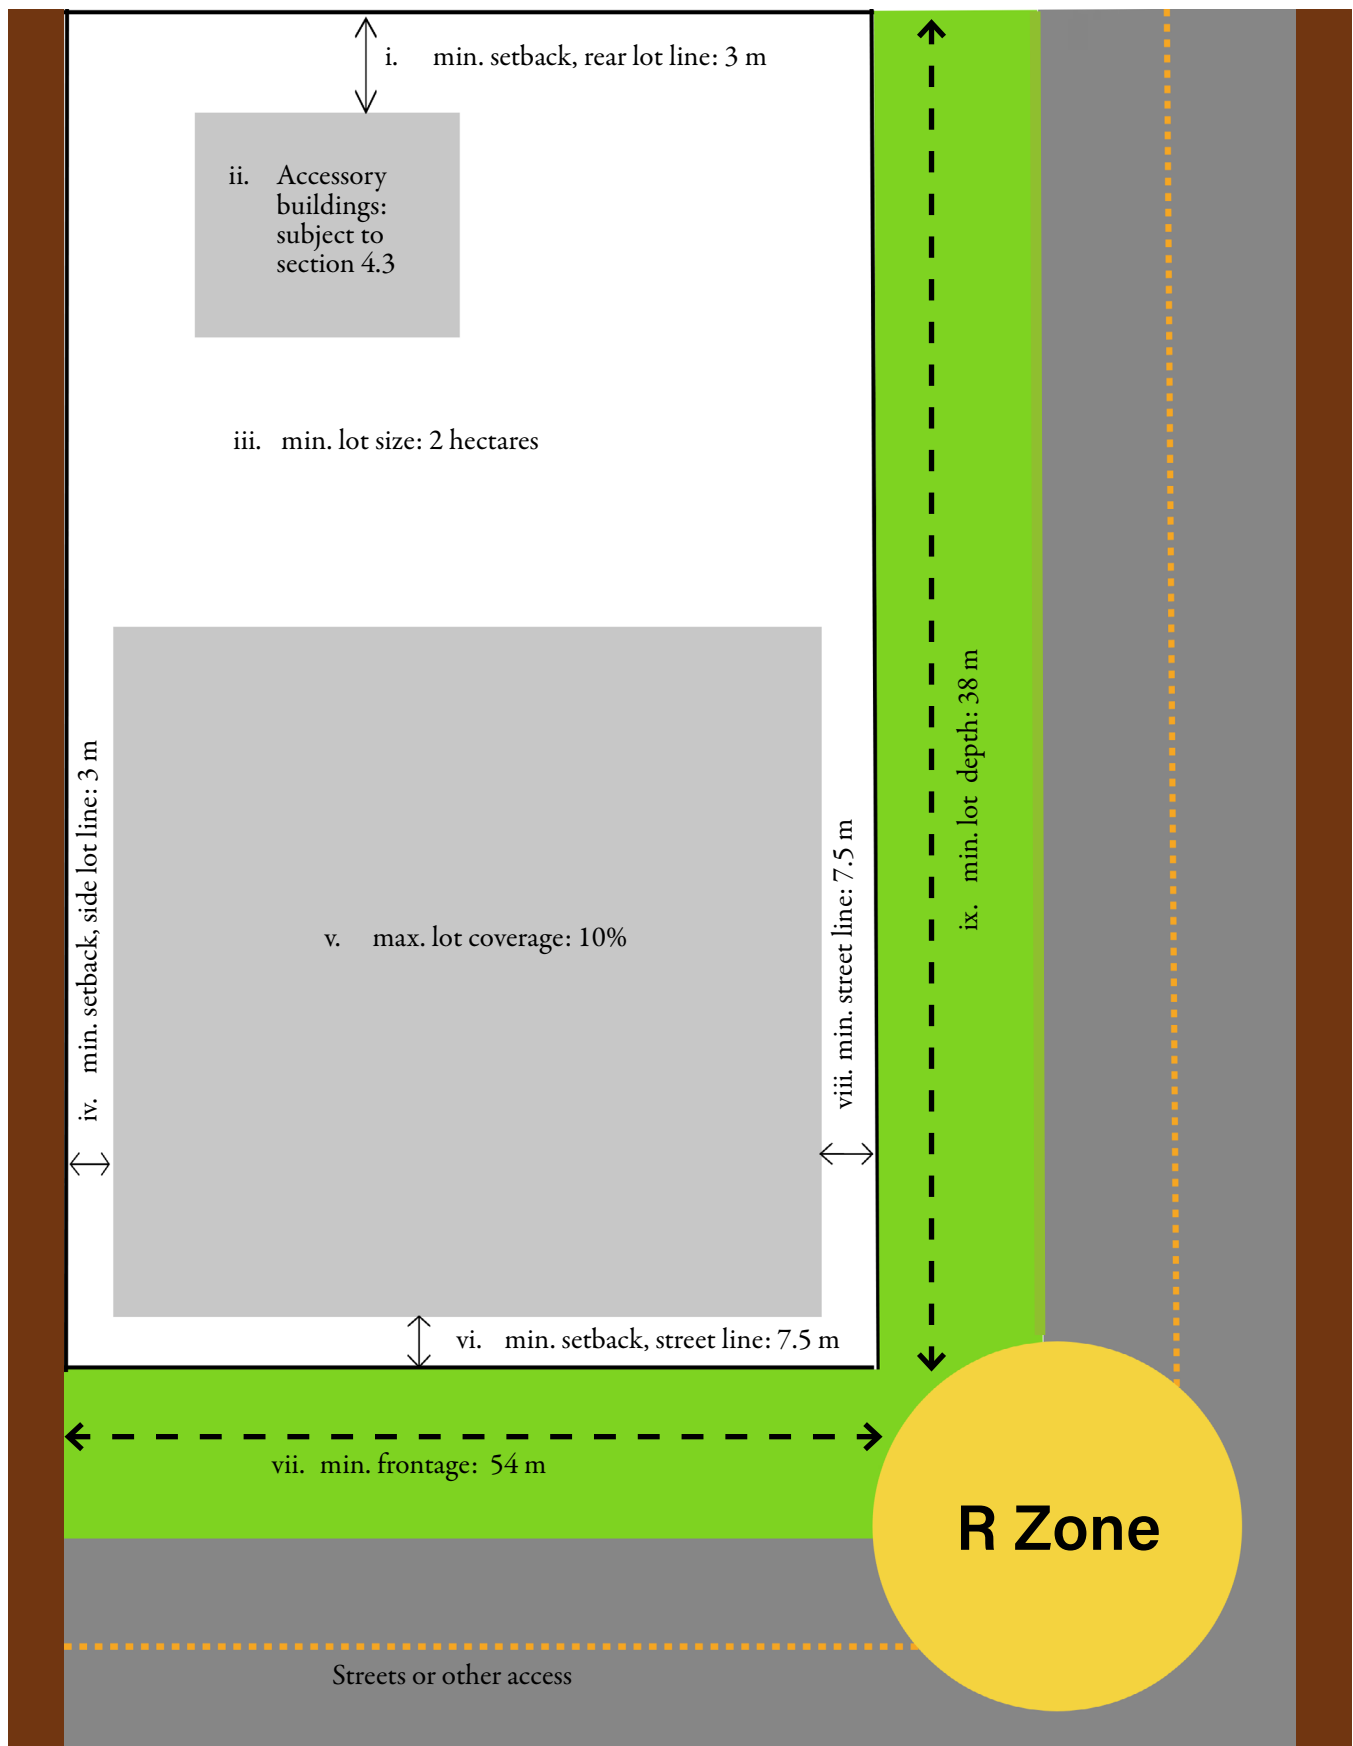 i. min. setback, rear lot line: 3 m
ii. Accessory
buildings:
subject to
section 4.3
iii. min. lot size: 2 hectares
iv. min. setback, side lot line: 3 m
v. max. lot coverage: 10%
viii. min. street line: 7.5 m
ix. min. lot depth: 38 m
vi. min. setback, street line: 7.5 m
vii. min. frontage: 54 m
R Zone
Streets or other access